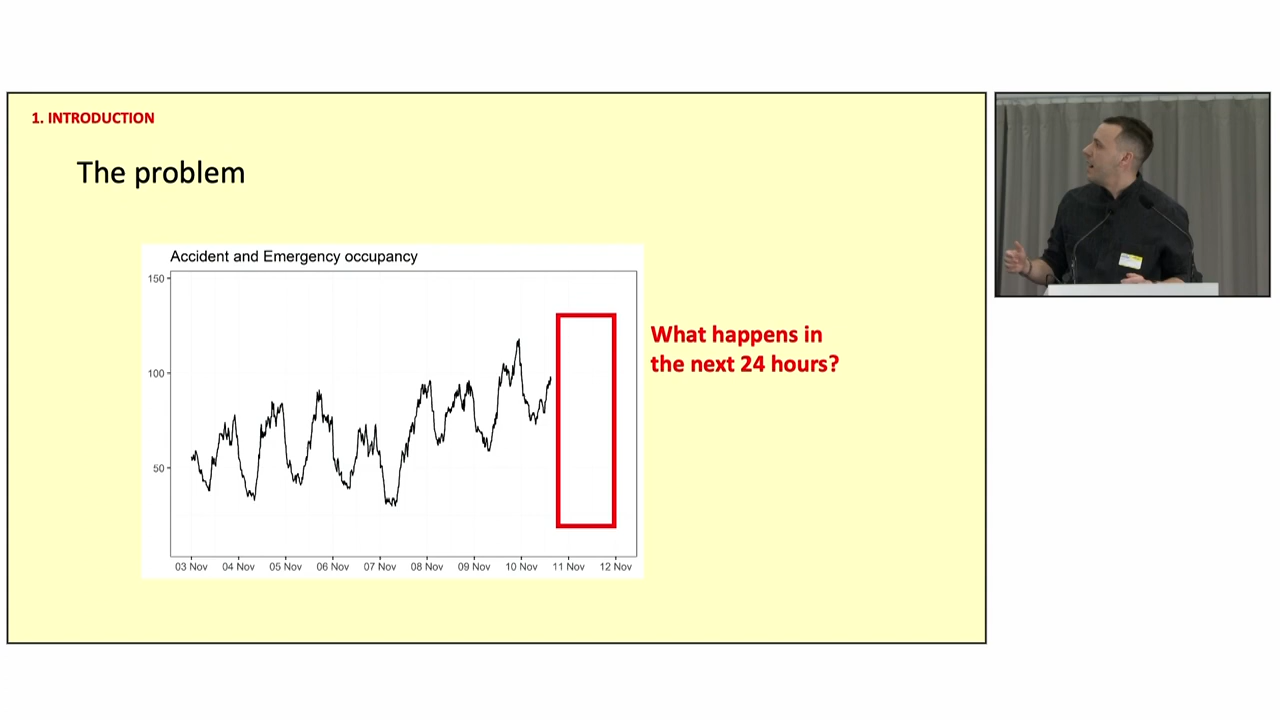 1. INTRODUCTION
The problem
Accident and Emergency occupancy
150
100
50
03 Nov 04 Nov 05 Nov 06 Nov 07 Nov 08 Nov 09 Nov 10 Nov 11 Nov 12 Nov
What happens in
the next 24 hours?